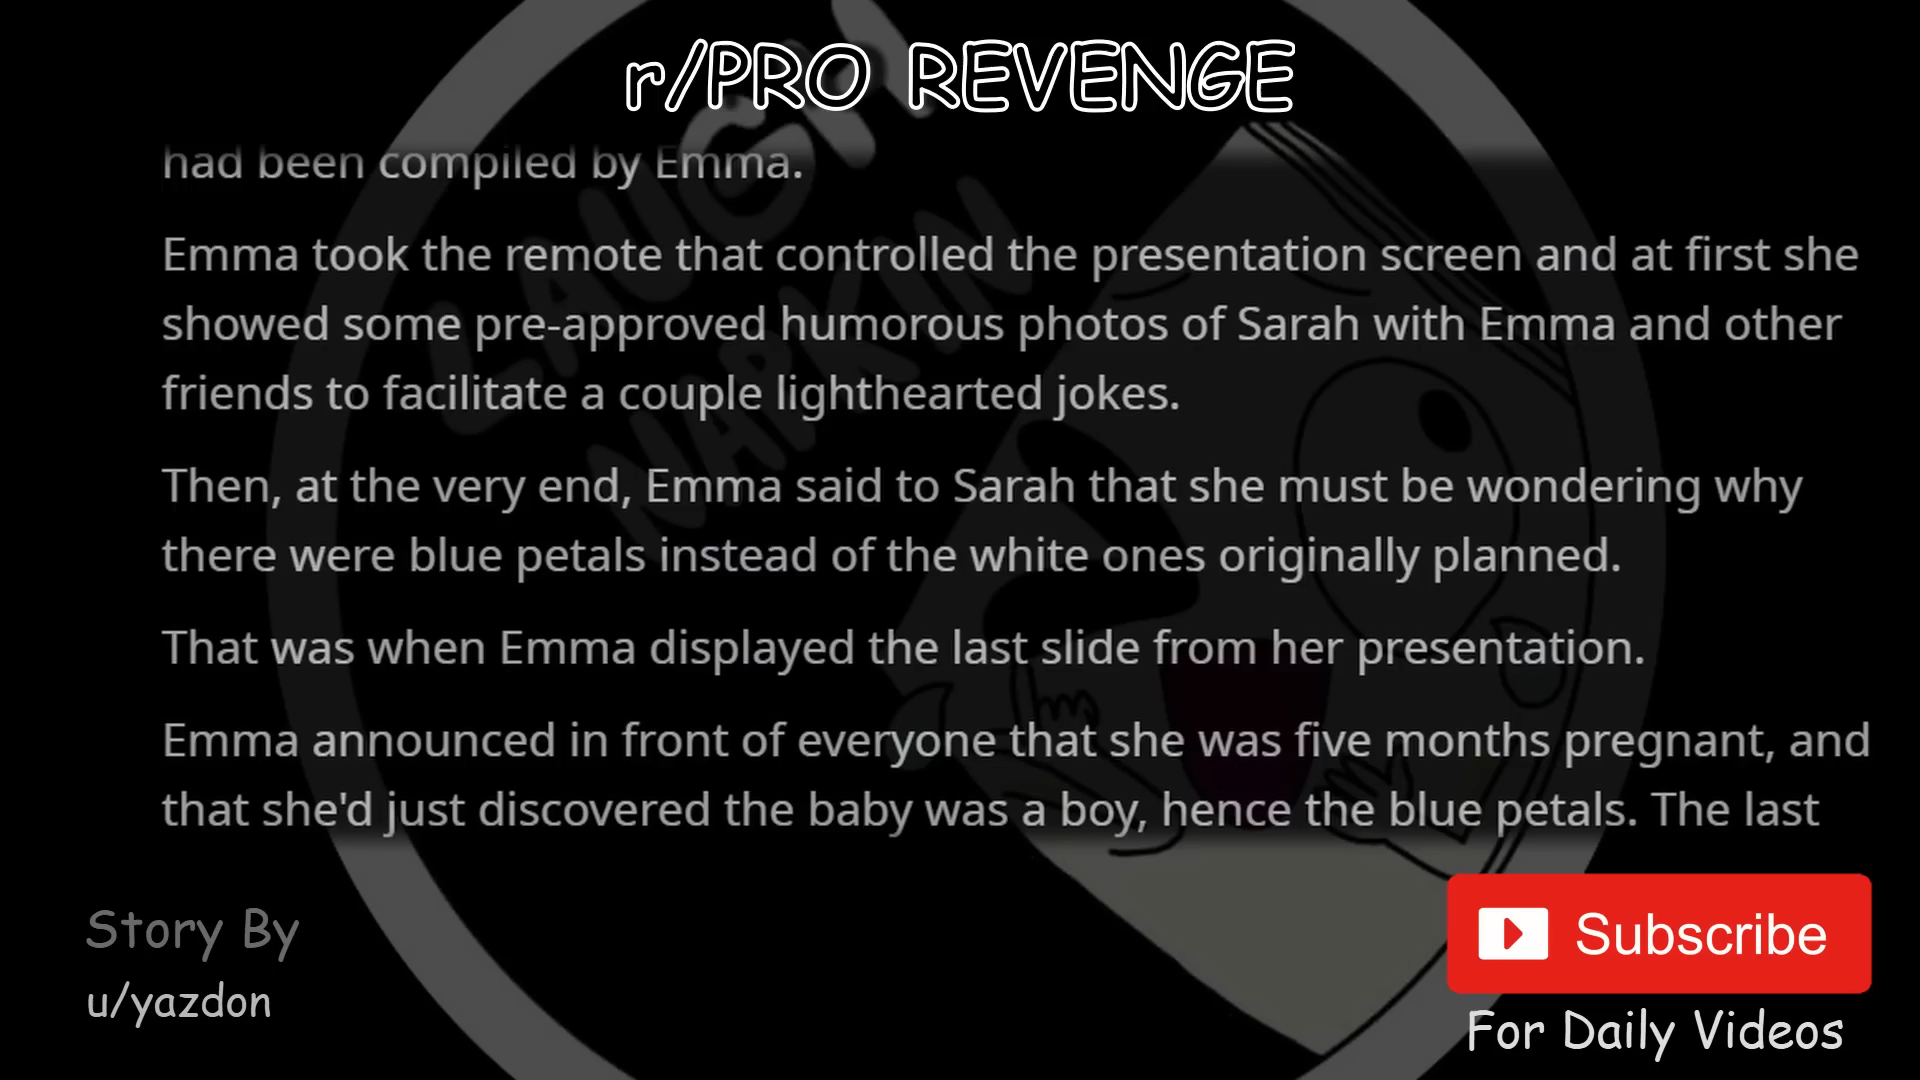 r/PRO REVENGE
had been compiled by Emma.
Emma took the remote that controlled the presentation screen and at first she
showed some pre-approved humorous photos of Sarah with Emma and other
friends to facilitate a couple lighthearted jokes.
Then, at the very end, Emma said to Sarah that she must be wondering why
there were blue petals instead of the white ones originally planned.
That was when Emma displayed the last slide from her presentation.
Emma announced in front of everyone that she was five months pregnant, and
that she'd just discovered the baby was a boy, hence the blue petals. The last
LAUGH
NAPKIN
Story By
u/yazdon
Subscribe
For Daily Videos